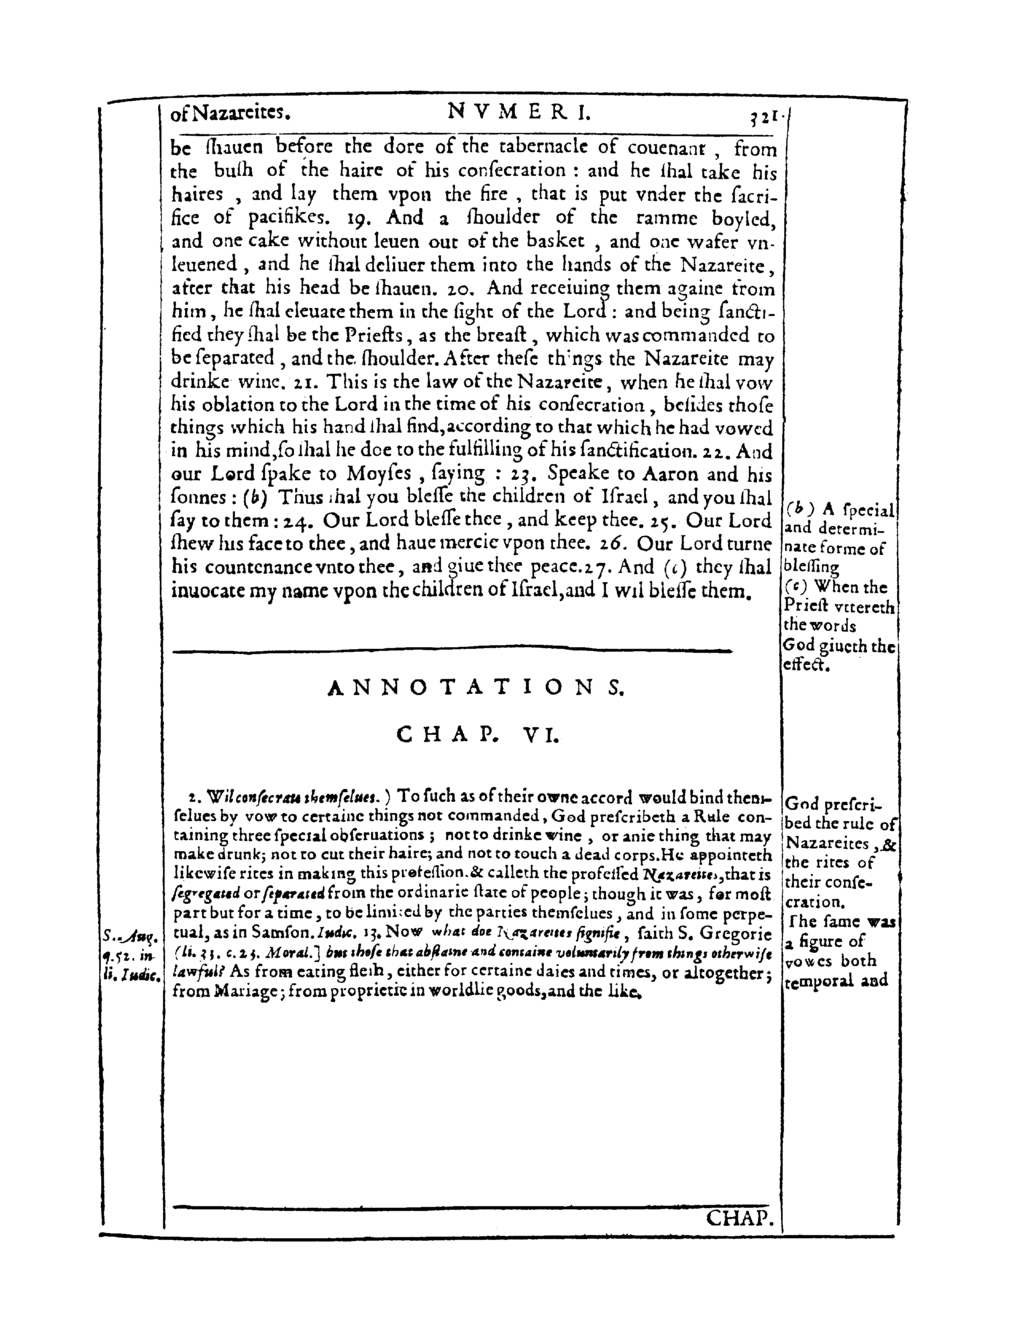 of Nazareites. NVMERI. 321.
be ſhauen before the dore of the tabernacle of couenant , from
the buſh of the haire of his conſecration : and he ſhal take his
haires , and lay them vpon the fire , that is put vnder the ſacri-
fice of pacifikes. 19. And a ſhoulder of the ramme boyled,
and one cake without leuen out of the basket , and one wafer vn-
leuened , and he ſhal deliuer them into the hands of the Nazareite,
after that his head be ſhauen. 20. And receiuing them againe from
him, he ſhal eleuate them in the ſight of the Lord : and being ſancti-
fied they ſhal be the Prieſts, as the breaſt, which was commanded to
be ſeparated, and the ſhoulder. After theſe things the Nazareite may
drinke wine. 21. This is the law of the Nazareite, when he ſhal vow
his oblation to the Lord in the time of his conſecration, beſides thoſe
things which his hand ſhal find, according to that which he had vowed
in his mind, ſo ſhal he doe to the fulfilling of his ſanctification. 22. And
our Lord ſpake to Moyſes , ſaying : 23. Speake to Aaron and his
ſonnes : (b) Thus ſhal you bleſſe the children of Iſrael, and you ſhal
ſay to them : 24. Our Lord bleſſe thee, and keep thee. 25. Our Lord
ſhew his face to thee, and haue mercie vpon thee. 26. Our Lord turne
his countenance vnto thee, and giue thee peace. 27. And (c) they ſhal
inuocate my name vpon the children of Iſrael, and I wil bleſſe them.
(b) A ſpecial
and determi-
nate forme of
bleſſing
(c) When the
Prieſt vttereth
the words
God giueth the
effect.
ANNOTATIONS.
CHAP. VI.
2. Wil conſecrate themſelues. ) To ſuch as of their owne accord would bind them-
ſelues by vow to certaine things not commanded, God preſcribeth a Rule con-
taining three ſpecial obſeruations ; not to drinke wine , or anie thing that may
make drunk; not to cut their haire; and not to touch a dead corps. He appointeth
likewiſe rites in making this profeſſion. & calleth the profeſſed Nazareites, that is
ſegregated or ſeparated from the ordinarie ſtate of people; though it was, for moſt
part but for a time, to be limited by the parties themſelues, and in ſome perpe-
tual, as in Samſon. Iudic. 13. Now what doe Nazareites ſignifie, ſaith S. Gregorie
(li. 33. c. 23. Moral.] but thoſe that abſtaine and containe voluntarily from things otherwiſe
lawful? As from eating fleſh, either for certaine daies and times, or altogether;
from Mariage; from proprietie in worldlie goods, and the like.
S. Aug.
q. 52. in
li. Iudic.
God preſcri-
bed the rule of
Nazareites, &
the rites of
their conſe-
cration.
The ſame was
a figure of
vowes both
temporal and
CHAP.